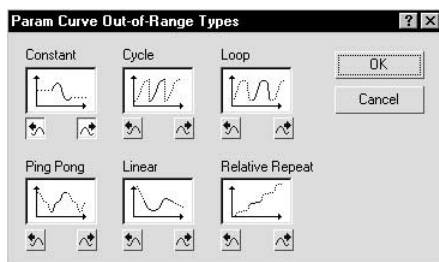 Param Curve Out-of-Range Types
Constant Cycle Loop
OK
Cancel
Ping Pong Linear Relative Repeat